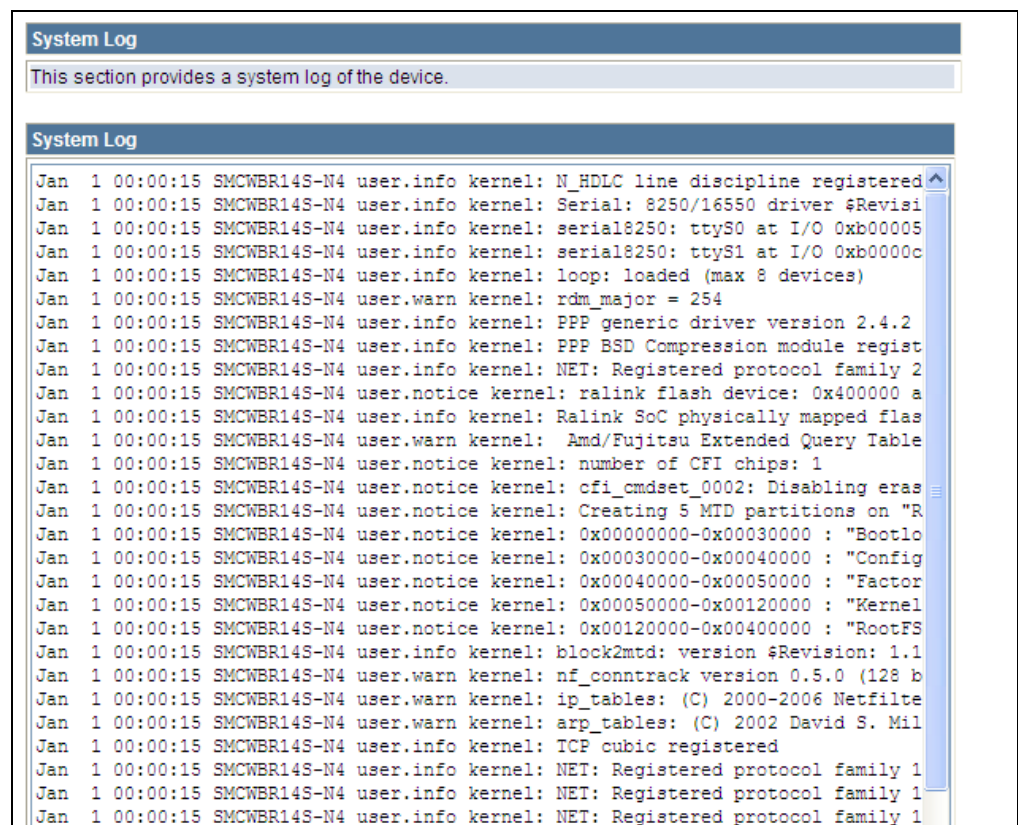 System Log
This section provides a system log of the device.
System Log
Jan  1 00:00:15 SMCWBR14S-N4 user.info kernel: N_HDLC line discipline registered
Jan  1 00:00:15 SMCWBR14S-N4 user.info kernel: Serial: 8250/16550 driver $Revisi
Jan  1 00:00:15 SMCWBR14S-N4 user.info kernel: serial8250: ttyS0 at I/O 0xb00005
Jan  1 00:00:15 SMCWBR14S-N4 user.info kernel: serial8250: ttyS1 at I/O 0xb0000c
Jan  1 00:00:15 SMCWBR14S-N4 user.info kernel: loop: loaded (max 8 devices)
Jan  1 00:00:15 SMCWBR14S-N4 user.warn kernel: rdm_major = 254
Jan  1 00:00:15 SMCWBR14S-N4 user.info kernel: PPP generic driver version 2.4.2
Jan  1 00:00:15 SMCWBR14S-N4 user.info kernel: PPP BSD Compression module regist
Jan  1 00:00:15 SMCWBR14S-N4 user.info kernel: NET: Registered protocol family 2
Jan  1 00:00:15 SMCWBR14S-N4 user.notice kernel: ralink flash device: 0x400000 a
Jan  1 00:00:15 SMCWBR14S-N4 user.info kernel: Ralink SoC physically mapped flas
Jan  1 00:00:15 SMCWBR14S-N4 user.warn kernel:  Amd/Fujitsu Extended Query Table
Jan  1 00:00:15 SMCWBR14S-N4 user.notice kernel: number of CFI chips: 1
Jan  1 00:00:15 SMCWBR14S-N4 user.notice kernel: cfi_cmdset_0002: Disabling eras
Jan  1 00:00:15 SMCWBR14S-N4 user.notice kernel: Creating 5 MTD partitions on "R
Jan  1 00:00:15 SMCWBR14S-N4 user.notice kernel: 0x00000000-0x00030000 : "Bootlo
Jan  1 00:00:15 SMCWBR14S-N4 user.notice kernel: 0x00030000-0x00040000 : "Config
Jan  1 00:00:15 SMCWBR14S-N4 user.notice kernel: 0x00040000-0x00050000 : "Factor
Jan  1 00:00:15 SMCWBR14S-N4 user.notice kernel: 0x00050000-0x00120000 : "Kernel
Jan  1 00:00:15 SMCWBR14S-N4 user.notice kernel: 0x00120000-0x00400000 : "RootFS
Jan  1 00:00:15 SMCWBR14S-N4 user.info kernel: block2mtd: version $Revision: 1.1
Jan  1 00:00:15 SMCWBR14S-N4 user.warn kernel: nf_conntrack version 0.5.0 (128 b
Jan  1 00:00:15 SMCWBR14S-N4 user.warn kernel: ip_tables: (C) 2000-2006 Netfilte
Jan  1 00:00:15 SMCWBR14S-N4 user.warn kernel: arp_tables: (C) 2002 David S. Mil
Jan  1 00:00:15 SMCWBR14S-N4 user.info kernel: TCP cubic registered
Jan  1 00:00:15 SMCWBR14S-N4 user.info kernel: NET: Registered protocol family 1
Jan  1 00:00:15 SMCWBR14S-N4 user.info kernel: NET: Registered protocol family 1
Jan  1 00:00:15 SMCWBR14S-N4 user.info kernel: NET: Registered protocol family 1